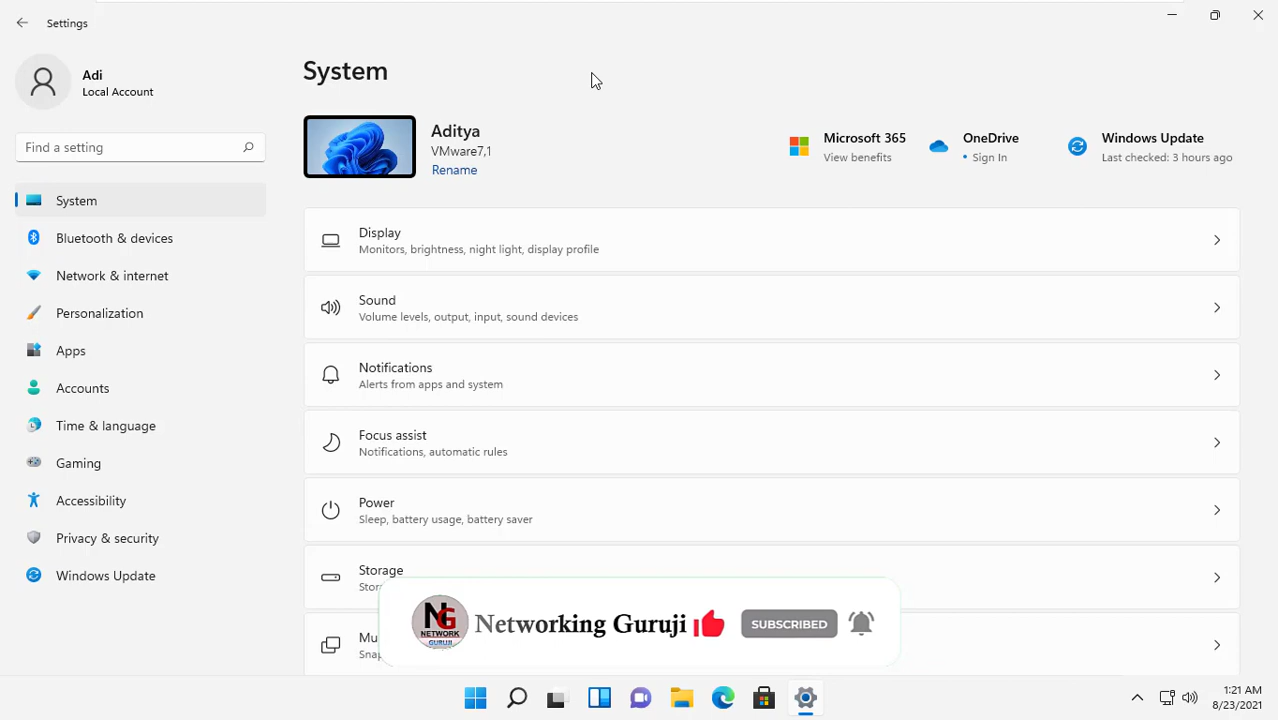 Settings
Adi
Local Account
Find a setting
System
Bluetooth & devices
Network & internet
Personalization
Apps
Accounts
Time & language
Gaming
Accessibility
Privacy & security
Windows Update
System
Aditya
VMware7,1
Rename
Microsoft 365
View benefits
OneDrive
• Sign In
Windows Update
Last checked: 3 hours ago
Display
Monitors, brightness, night light, display profile
Sound
Volume levels, output, input, sound devices
Notifications
Alerts from apps and system
Focus assist
Notifications, automatic rules
Power
Sleep, battery usage, battery saver
Storage
NG
NETWORK
GURUJI
Networking Guruji
SUBSCRIBED
1:21 AM
8/23/2021